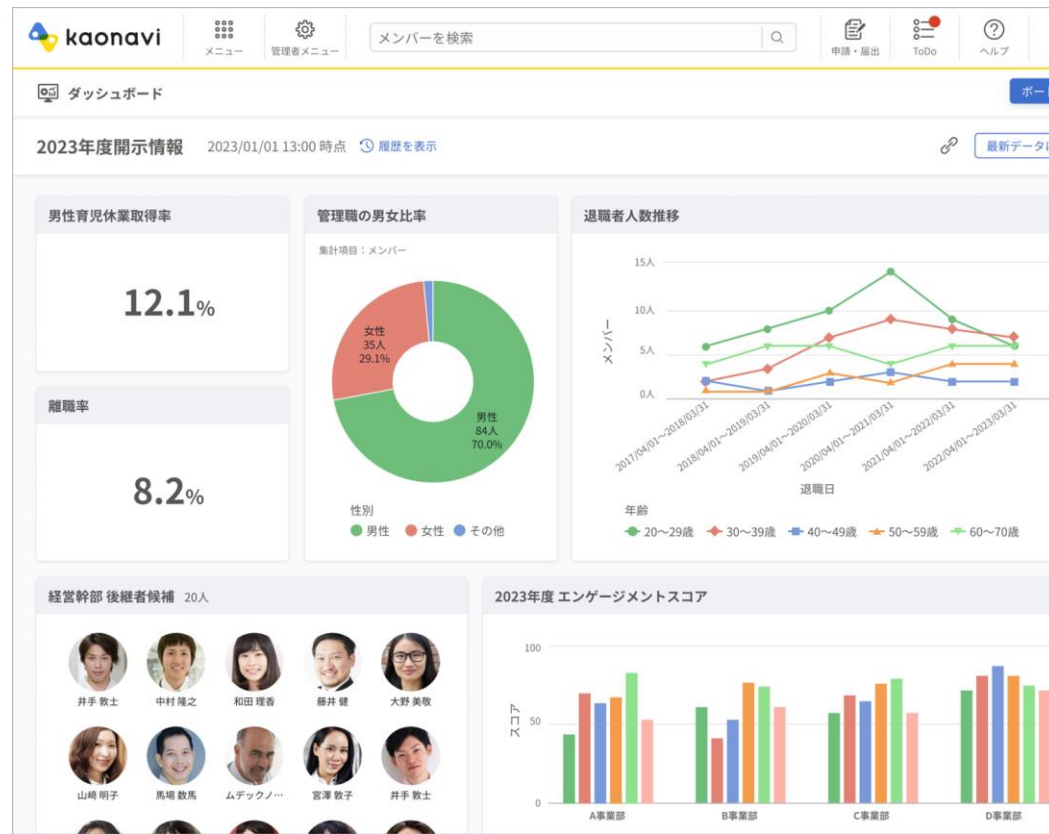 kaonavi
メニュー
管理者メニュー
メンバーを検索
申請・届出
ToDo
ヘルプ
ダッシュボード
ボート
2023年度開示情報 2023/01/01 13:00 時点 履歴を表示
最新データに
男性育児休業取得率
12.1%
離職率
8.2%
管理職の男女比率
集計項目：メンバー
女性
35人
29.1%
男性
84人
70.0%
性別
男性 女性 その他
退職者人数推移
15人
10人
5人
0人
メンバー
2017/04/01〜2018/03/31
2018/04/01〜2019/03/31
2019/04/01〜2020/03/31
2020/04/01〜2021/03/31
2021/04/01〜2022/03/31
2022/04/01〜2023/03/31
退職日
年齢
20〜29歳 30〜39歳 40〜49歳 50〜59歳 60〜70歳
経営幹部 後継者候補 20人
井手 敦士 中村 隆之 和田 理香 藤井 健 大野 美敬
山﨑 明子 馬場 数馬 ムデックノ… 宮澤 敦子 井手 敦士
2023年度 エンゲージメントスコア
100
50
0
スコア
A事業部 B事業部 C事業部 D事業部